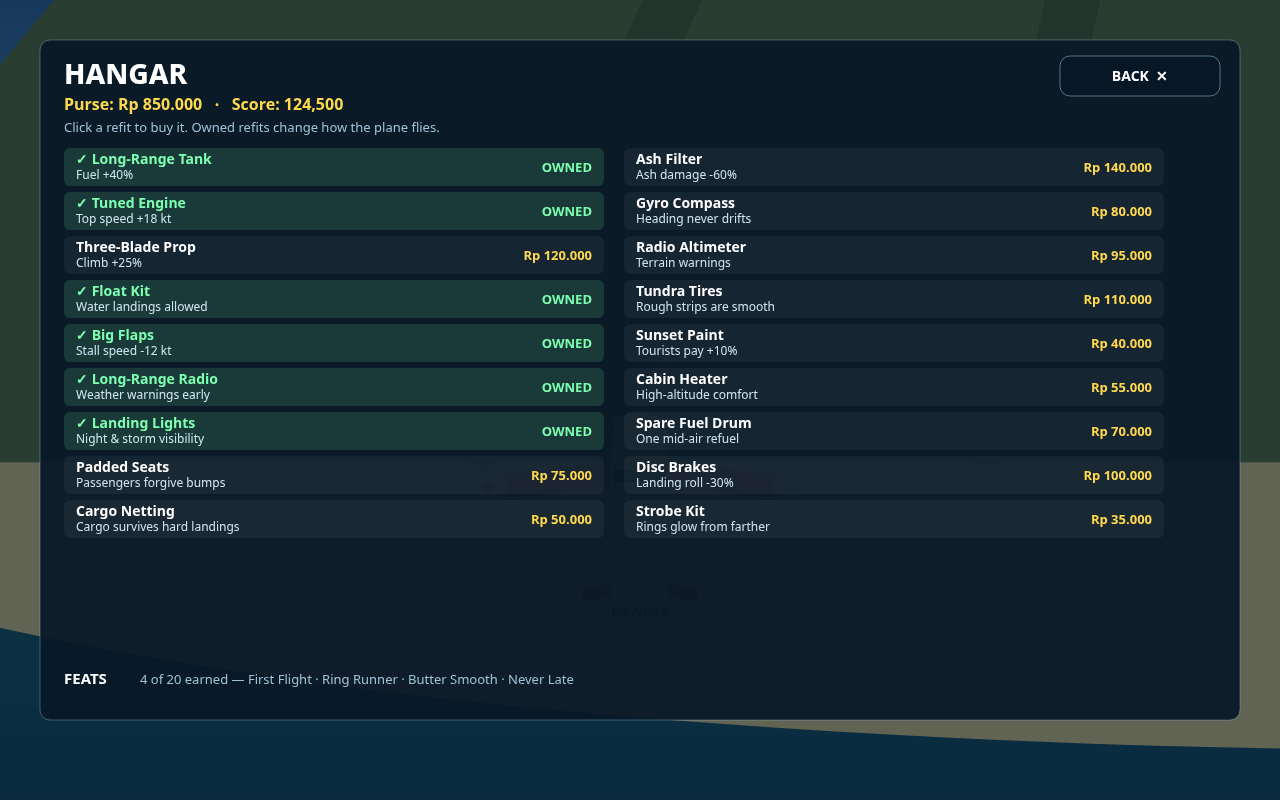 HANGAR
BACK ✕
Purse: Rp 850.000 · Score: 124,500
Click a refit to buy it. Owned refits change how the plane flies.
✓ Long-Range Tank
Fuel +40%
OWNED
✓ Tuned Engine
Top speed +18 kt
OWNED
Three-Blade Prop
Climb +25%
Rp 120.000
✓ Float Kit
Water landings allowed
OWNED
✓ Big Flaps
Stall speed -12 kt
OWNED
✓ Long-Range Radio
Weather warnings early
OWNED
✓ Landing Lights
Night & storm visibility
OWNED
Padded Seats
Passengers forgive bumps
Rp 75.000
Cargo Netting
Cargo survives hard landings
Rp 50.000
Ash Filter
Ash damage -60%
Rp 140.000
Gyro Compass
Heading never drifts
Rp 80.000
Radio Altimeter
Terrain warnings
Rp 95.000
Tundra Tires
Rough strips are smooth
Rp 110.000
Sunset Paint
Tourists pay +10%
Rp 40.000
Cabin Heater
High-altitude comfort
Rp 55.000
Spare Fuel Drum
One mid-air refuel
Rp 70.000
Disc Brakes
Landing roll -30%
Rp 100.000
Strobe Kit
Rings glow from farther
Rp 35.000
FEATS
4 of 20 earned — First Flight · Ring Runner · Butter Smooth · Never Late